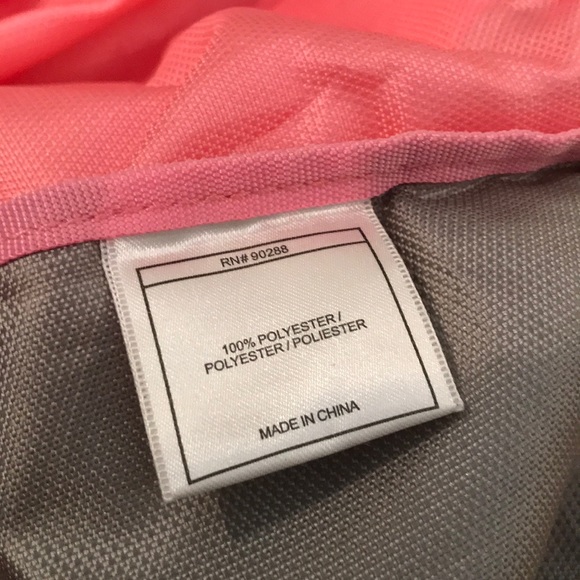 RN# 90288
100% POLYESTER /
POLYESTER / POLIESTER
MADE IN CHINA